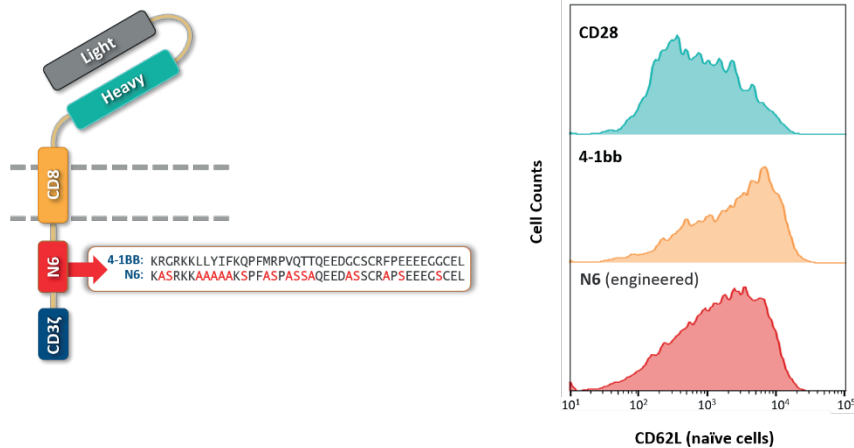 Light
Heavy
CD8
N6
CD3ζ
4-1BB: KRGRKKLLYIFKQPFMRPVQTTQEEDGCSCRFPEEEEGGCEL
N6: KASRKKAAAAAKSPFASPASSAQEEDASSCRAPSEEEGSCEL
CD28
4-1bb
N6 (engineered)
Cell Counts
10¹ 10² 10³ 10⁴ 10⁵
CD62L (naïve cells)